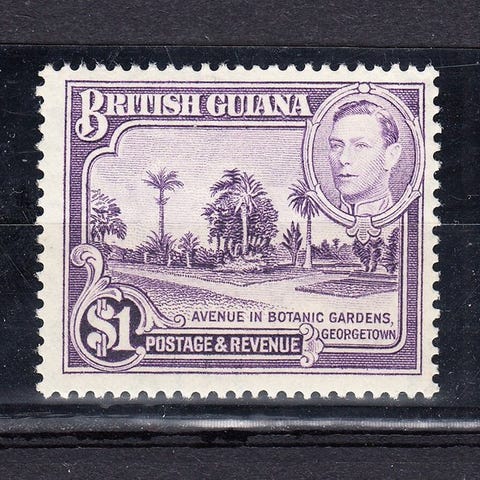 BRITISH GUIANA
AVENUE IN BOTANIC GARDENS,
GEORGETOWN
$1
POSTAGE & REVENUE